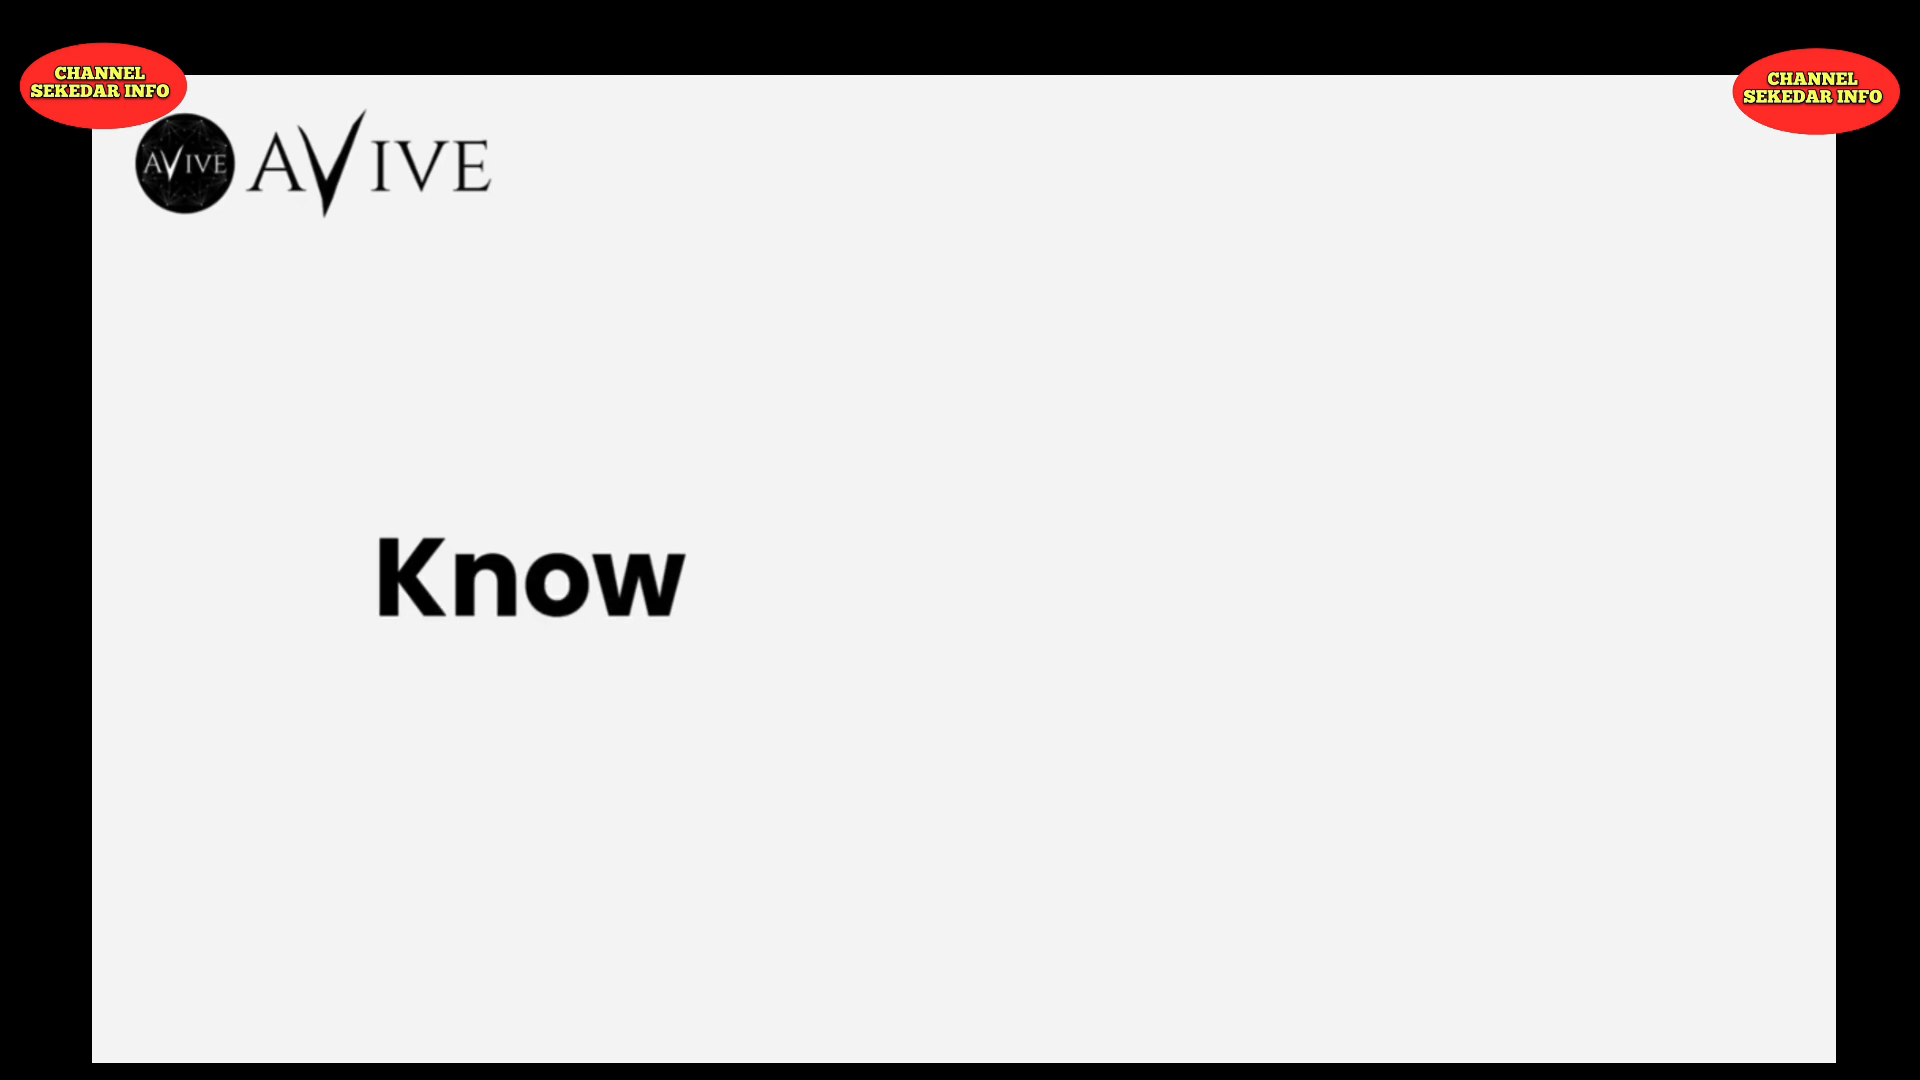 CHANNEL
SEKEDAR INFO
CHANNEL
SEKEDAR INFO
AVIVE
AVIVE
Know